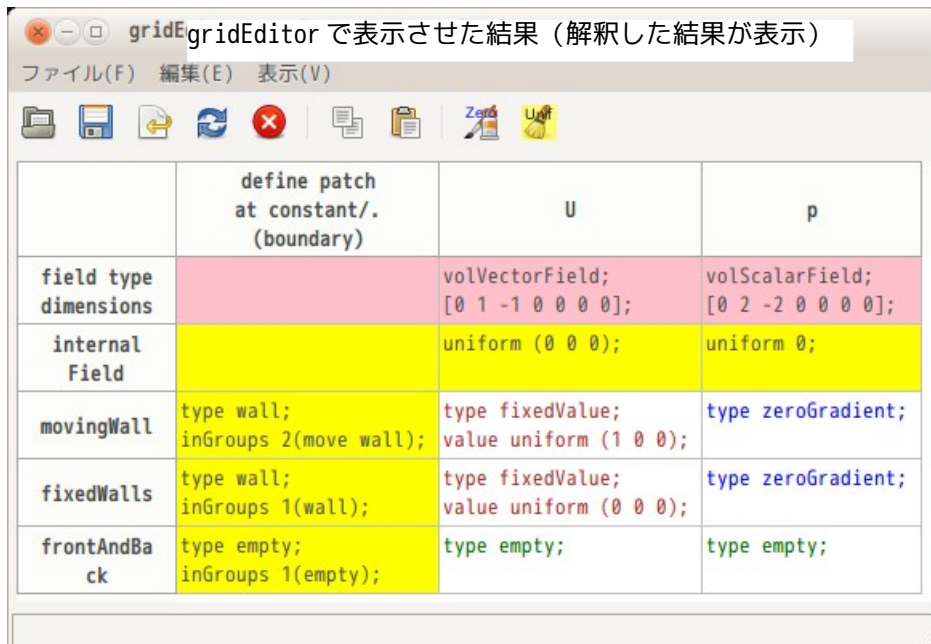 gridE
gridEditor で表示させた結果（解釈した結果が表示）
ファイル(F) 編集(E) 表示(V)
Zero
Unif
define patch
at constant/.
(boundary)
U
p
field type
dimensions
volVectorField;
[0 1 -1 0 0 0 0];
volScalarField;
[0 2 -2 0 0 0 0];
internal
Field
uniform (0 0 0);
uniform 0;
movingWall
type wall;
inGroups 2(move wall);
type fixedValue;
value uniform (1 0 0);
type zeroGradient;
fixedWalls
type wall;
inGroups 1(wall);
type fixedValue;
value uniform (0 0 0);
type zeroGradient;
frontAndBa
ck
type empty;
inGroups 1(empty);
type empty;
type empty;